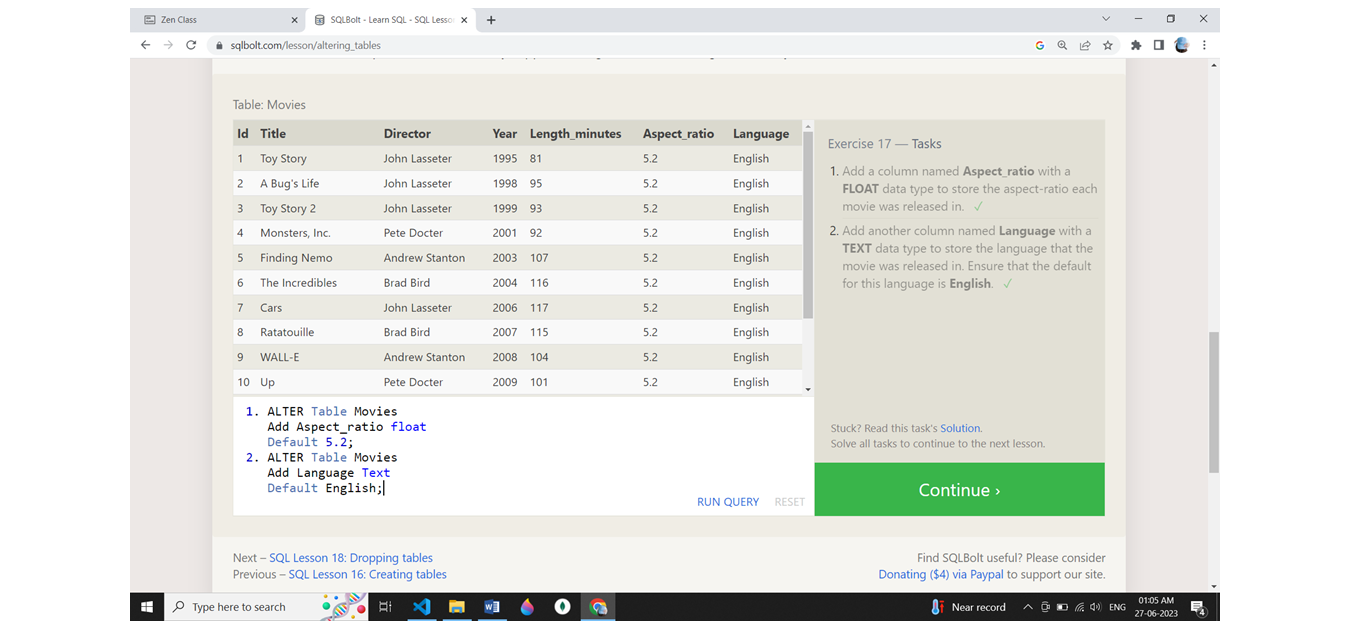 Zen Class
SQLBolt - Learn SQL - SQL Lesso
sqlbolt.com/lesson/altering_tables
Table: Movies
Id Title Director Year Length_minutes Aspect_ratio Language
1 Toy Story John Lasseter 1995 81 5.2 English
2 A Bug's Life John Lasseter 1998 95 5.2 English
3 Toy Story 2 John Lasseter 1999 93 5.2 English
4 Monsters, Inc. Pete Docter 2001 92 5.2 English
5 Finding Nemo Andrew Stanton 2003 107 5.2 English
6 The Incredibles Brad Bird 2004 116 5.2 English
7 Cars John Lasseter 2006 117 5.2 English
8 Ratatouille Brad Bird 2007 115 5.2 English
9 WALL-E Andrew Stanton 2008 104 5.2 English
10 Up Pete Docter 2009 101 5.2 English
Exercise 17 — Tasks
1. Add a column named Aspect_ratio with a
FLOAT data type to store the aspect-ratio each
movie was released in. ✓
2. Add another column named Language with a
TEXT data type to store the language that the
movie was released in. Ensure that the default
for this language is English. ✓
Stuck? Read this task's Solution.
Solve all tasks to continue to the next lesson.
Continue ›
1. ALTER Table Movies
Add Aspect_ratio float
Default 5.2;
2. ALTER Table Movies
Add Language Text
Default English;
RUN QUERY RESET
Next – SQL Lesson 18: Dropping tables
Previous – SQL Lesson 16: Creating tables
Find SQLBolt useful? Please consider
Donating ($4) via Paypal to support our site.
Type here to search
Near record
ENG
01:05 AM
27-06-2023
4